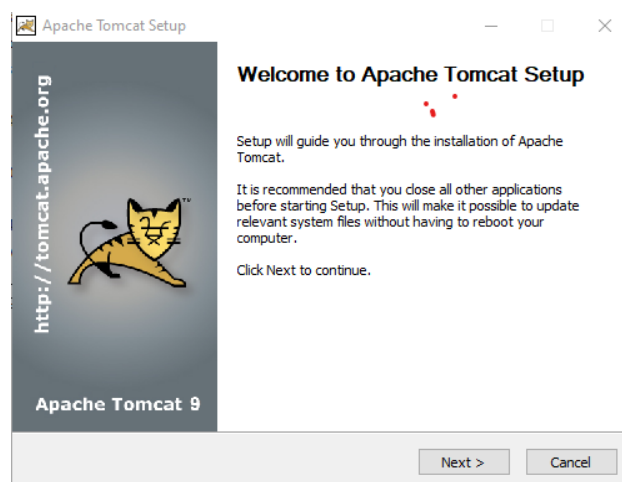 Apache Tomcat Setup
http://tomcat.apache.org
TM
Apache Tomcat 9
Welcome to Apache Tomcat Setup
Setup will guide you through the installation of Apache
Tomcat.
It is recommended that you close all other applications
before starting Setup. This will make it possible to update
relevant system files without having to reboot your
computer.
Click Next to continue.
Next >
Cancel